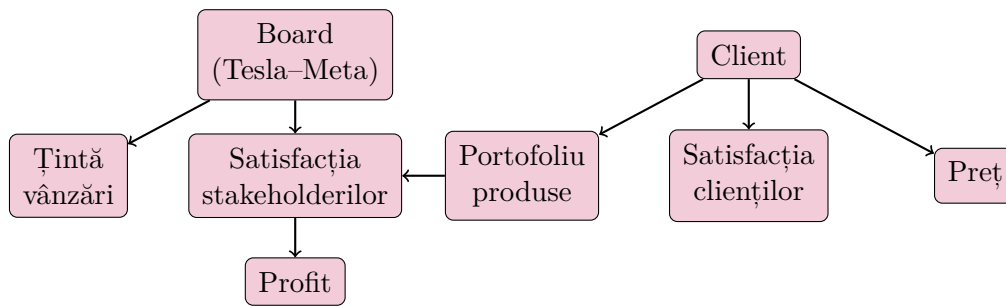 Board
(Tesla–Meta)
Client
Țintă
vânzări
Satisfacția
stakeholderilor
Portofoliu
produse
Satisfacția
clienților
Preț
Profit